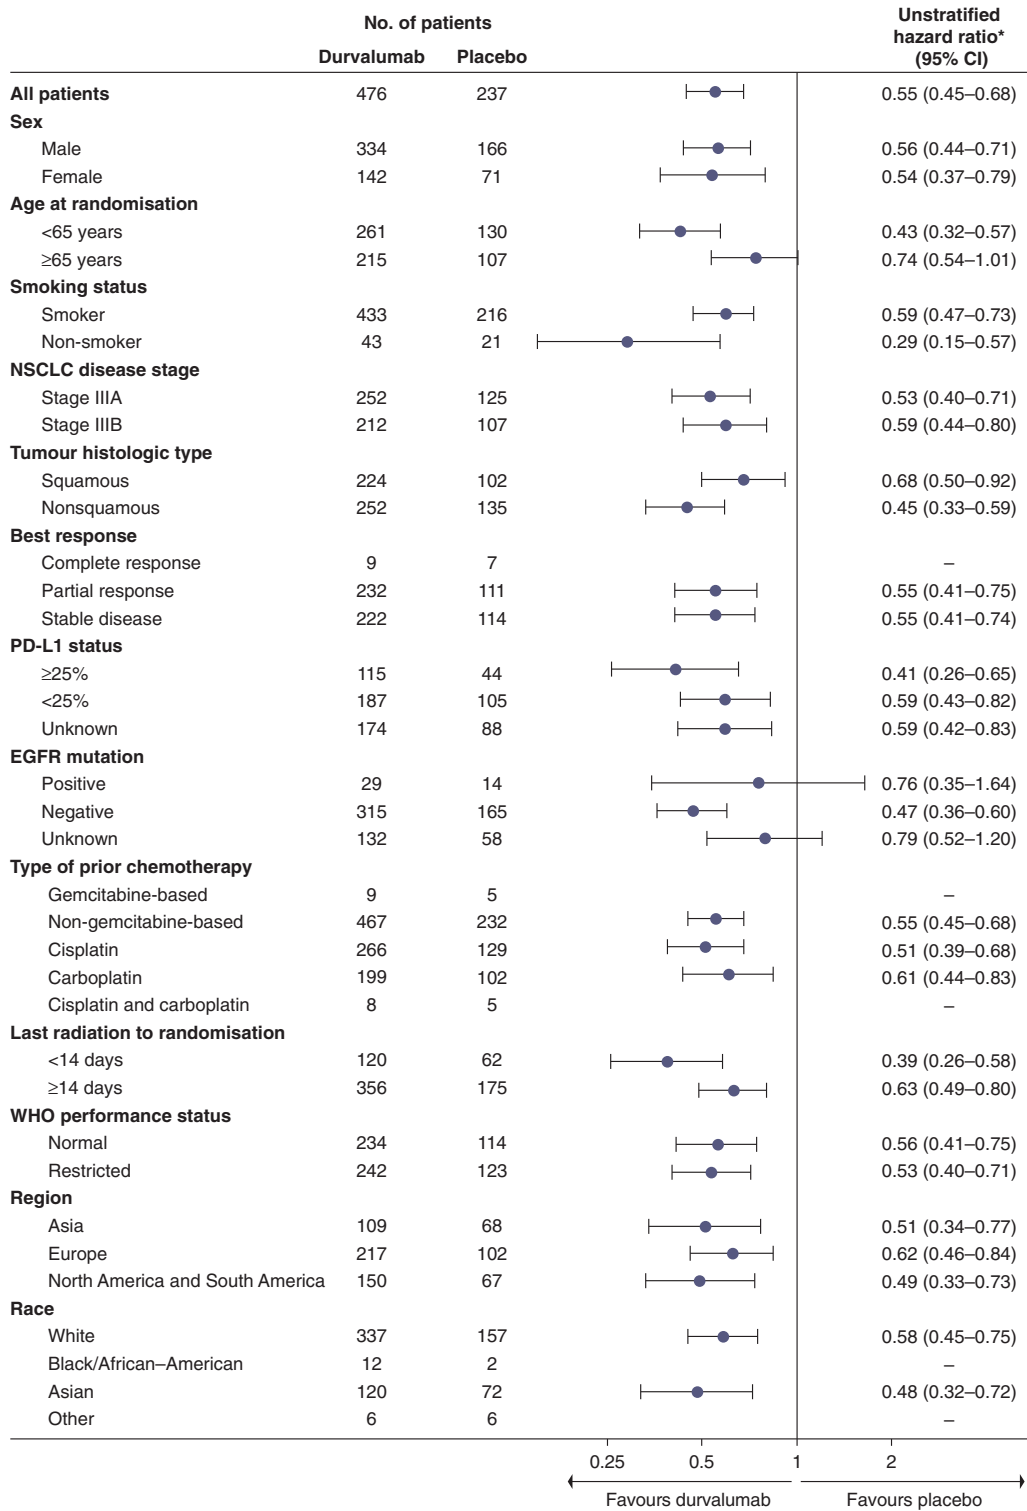 No. of patients
Unstratified
hazard ratio*
(95% CI)
Durvalumab Placebo
All patients 476 237 0.55 (0.45–0.68)
Sex
Male 334 166 0.56 (0.44–0.71)
Female 142 71 0.54 (0.37–0.79)
Age at randomisation
<65 years 261 130 0.43 (0.32–0.57)
≥65 years 215 107 0.74 (0.54–1.01)
Smoking status
Smoker 433 216 0.59 (0.47–0.73)
Non-smoker 43 21 0.29 (0.15–0.57)
NSCLC disease stage
Stage IIIA 252 125 0.53 (0.40–0.71)
Stage IIIB 212 107 0.59 (0.44–0.80)
Tumour histologic type
Squamous 224 102 0.68 (0.50–0.92)
Nonsquamous 252 135 0.45 (0.33–0.59)
Best response
Complete response 9 7 –
Partial response 232 111 0.55 (0.41–0.75)
Stable disease 222 114 0.55 (0.41–0.74)
PD-L1 status
≥25% 115 44 0.41 (0.26–0.65)
<25% 187 105 0.59 (0.43–0.82)
Unknown 174 88 0.59 (0.42–0.83)
EGFR mutation
Positive 29 14 0.76 (0.35–1.64)
Negative 315 165 0.47 (0.36–0.60)
Unknown 132 58 0.79 (0.52–1.20)
Type of prior chemotherapy
Gemcitabine-based 9 5 –
Non-gemcitabine-based 467 232 0.55 (0.45–0.68)
Cisplatin 266 129 0.51 (0.39–0.68)
Carboplatin 199 102 0.61 (0.44–0.83)
Cisplatin and carboplatin 8 5 –
Last radiation to randomisation
<14 days 120 62 0.39 (0.26–0.58)
≥14 days 356 175 0.63 (0.49–0.80)
WHO performance status
Normal 234 114 0.56 (0.41–0.75)
Restricted 242 123 0.53 (0.40–0.71)
Region
Asia 109 68 0.51 (0.34–0.77)
Europe 217 102 0.62 (0.46–0.84)
North America and South America 150 67 0.49 (0.33–0.73)
Race
White 337 157 0.58 (0.45–0.75)
Black/African–American 12 2 –
Asian 120 72 0.48 (0.32–0.72)
Other 6 6 –
0.25 0.5 1 2
Favours durvalumab Favours placebo